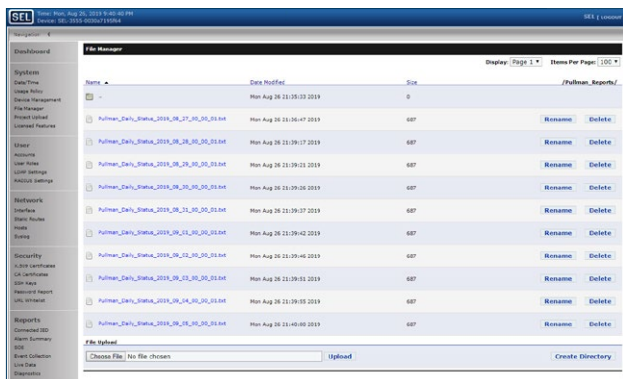 SEL
Time: Mon, Aug 26, 2019 9:40:40 PM
Device: SEL-3555
SEL | LOGOUT
Navigation
Dashboard
System
Date/Time
Usage Policy
Device Management
File Manager
Project Upload
Licensed Features
User
Accounts
User Roles
LDAP Settings
RADIUS Settings
Network
Interface
Static Routes
Hosts
Syslog
Security
X.509 Certificates
CA Certificates
SSH Keys
Password Report
URL Whitelist
Reports
Connected IED
Alarm Summary
SOE
Event Collection
Live Data
Diagnostics
File Manager
Display: Page 1 Items Per Page: 100
Name Date Modified Size /Pullman_Reports/
Mon Aug 26 21:35:33 2019 0
Pullman_Daily_Status_2019_08_27_00_00_01.txt Mon Aug 26 21:36:47 2019 687 Rename Delete
Pullman_Daily_Status_2019_08_28_00_00_01.txt Mon Aug 26 21:39:17 2019 687 Rename Delete
Pullman_Daily_Status_2019_08_29_00_00_01.txt Mon Aug 26 21:39:21 2019 687 Rename Delete
Pullman_Daily_Status_2019_08_30_00_00_01.txt Mon Aug 26 21:39:26 2019 687 Rename Delete
Pullman_Daily_Status_2019_08_31_00_00_01.txt Mon Aug 26 21:39:37 2019 687 Rename Delete
Pullman_Daily_Status_2019_09_01_00_00_01.txt Mon Aug 26 21:39:42 2019 687 Rename Delete
Pullman_Daily_Status_2019_09_02_00_00_01.txt Mon Aug 26 21:39:46 2019 687 Rename Delete
Pullman_Daily_Status_2019_09_03_00_00_01.txt Mon Aug 26 21:39:51 2019 687 Rename Delete
Pullman_Daily_Status_2019_09_04_00_00_01.txt Mon Aug 26 21:39:55 2019 687 Rename Delete
Pullman_Daily_Status_2019_09_05_00_00_01.txt Mon Aug 26 21:40:00 2019 687 Rename Delete
File Upload
Choose File No file chosen Upload Create Directory